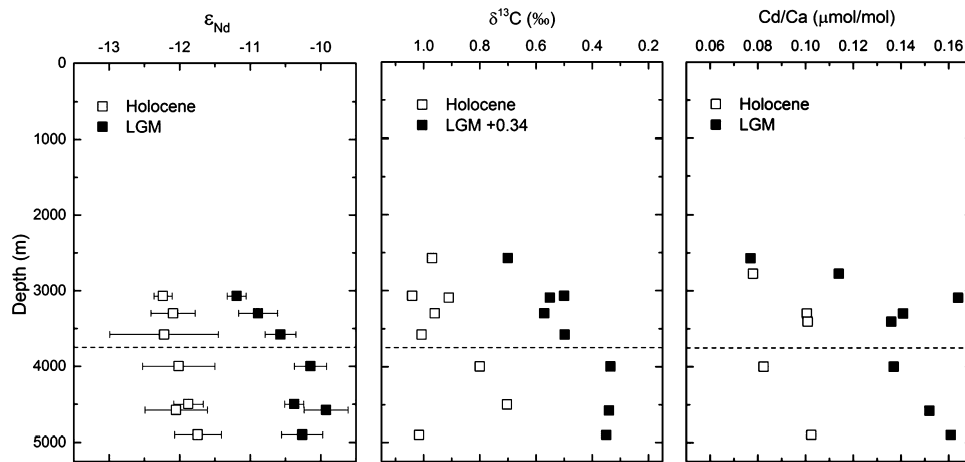 εNd δ¹³C (‰) Cd/Ca (μmol/mol)
-13 -12 -11 -10 1.0 0.8 0.6 0.4 0.2 0.06 0.08 0.10 0.12 0.14 0.16
0
Holocene Holocene Holocene
LGM LGM +0.34 LGM
1000
2000
Depth (m)
3000
4000
5000